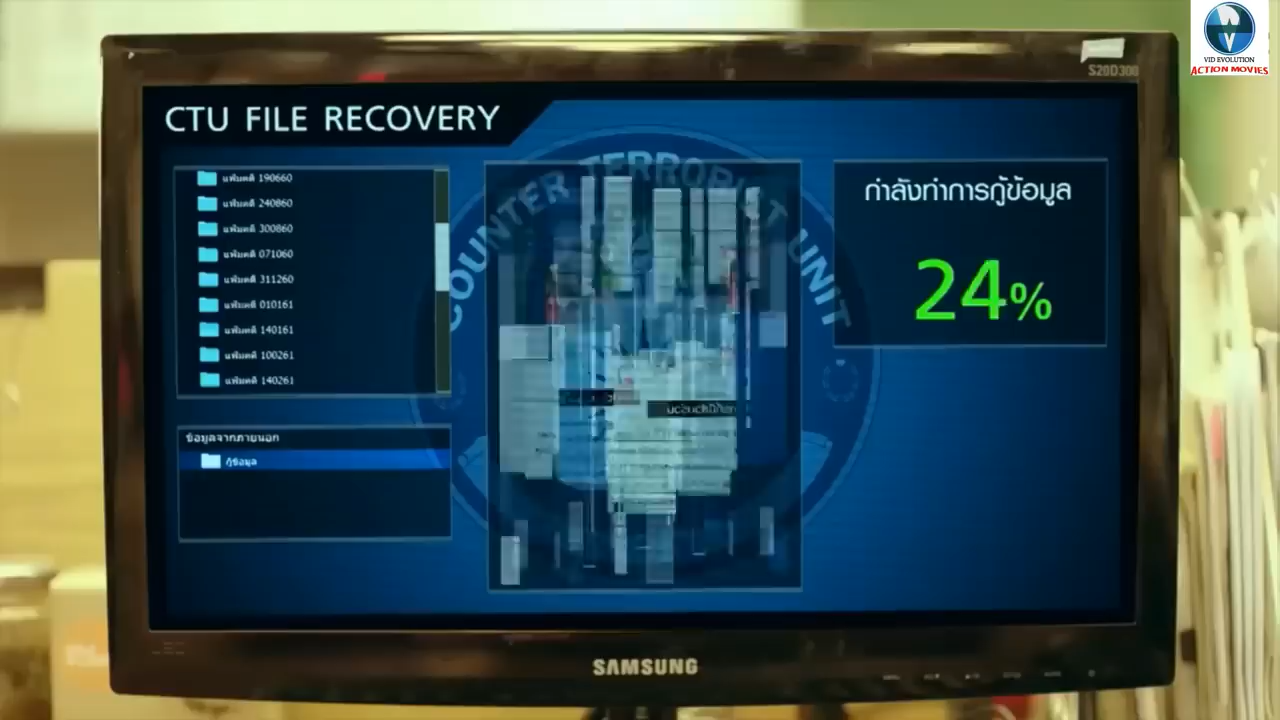 VID EVOLUTION
ACTION MOVIES
S20D300
CTU FILE RECOVERY
แฟ้มคดี 190660
แฟ้มคดี 240860
แฟ้มคดี 300860
แฟ้มคดี 071060
แฟ้มคดี 311260
แฟ้มคดี 010161
แฟ้มคดี 140161
แฟ้มคดี 100261
แฟ้มคดี 140261
ข้อมูลจากภายนอก
กู้ข้อมูล
COUNTER TERRORIST UNIT
กำลังทำการกู้ข้อมูล
24%
SAMSUNG